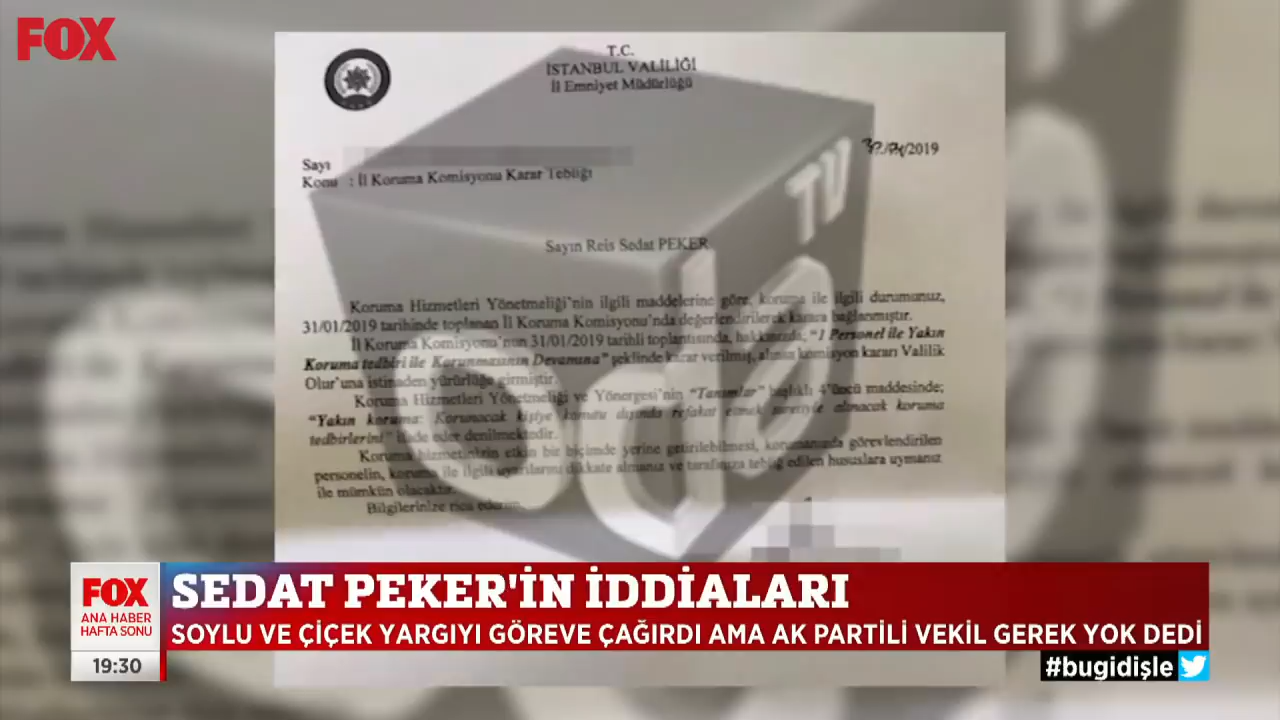 FOX
T.C.
İSTANBUL VALİLİĞİ
İl Emniyet Müdürlüğü
/2019
Sayı
Konu : İl Koruma Komisyonu Karar Tebliği
TV
Sayın Reis Sedat PEKER
Koruma Hizmetleri Yönetmeliği'nin ilgili maddelerine göre, koruma ile ilgili durumunuz,
31/01/2019 tarihinde toplanan İl Koruma Komisyonu'nda değerlendirilerek karara bağlanmıştır.
İl Koruma Komisyonu'nun 31/01/2019 tarihli toplantısında, hakkınızda; "1 Personel ile Yakın
Koruma tedbiri ile Korunmasının Devamına" şeklinde karar verilmiş, alınan komisyon kararı Valilik
Olur'una istinaden yürürlüğe girmiştir.
Koruma Hizmetleri Yönetmeliği ve Yönergesi'nin "Tanımlar" başlıklı 4'üncü maddesinde;
"Yakın koruma: Korunacak kişiye konutu dışında refakat etmek suretiyle alınacak koruma
tedbirlerini" ifade eder denilmektedir.
Koruma hizmetinin etkin bir biçimde yerine getirilebilmesi, korumanızda görevlendirilen
personelin, koruma ile ilgili uyarılarını dikkate almanız ve tarafınıza tebliğ edilen hususlara uymanız
ile mümkün olacaktır.
Bilgilerinize rica ederim.
oda
FOX
ANA HABER
HAFTA SONU
19:30
SEDAT PEKER'İN İDDİALARI
SOYLU VE ÇİÇEK YARGIYI GÖREVE ÇAĞIRDI AMA AK PARTİLİ VEKİL GEREK YOK DEDİ
#bugidişle